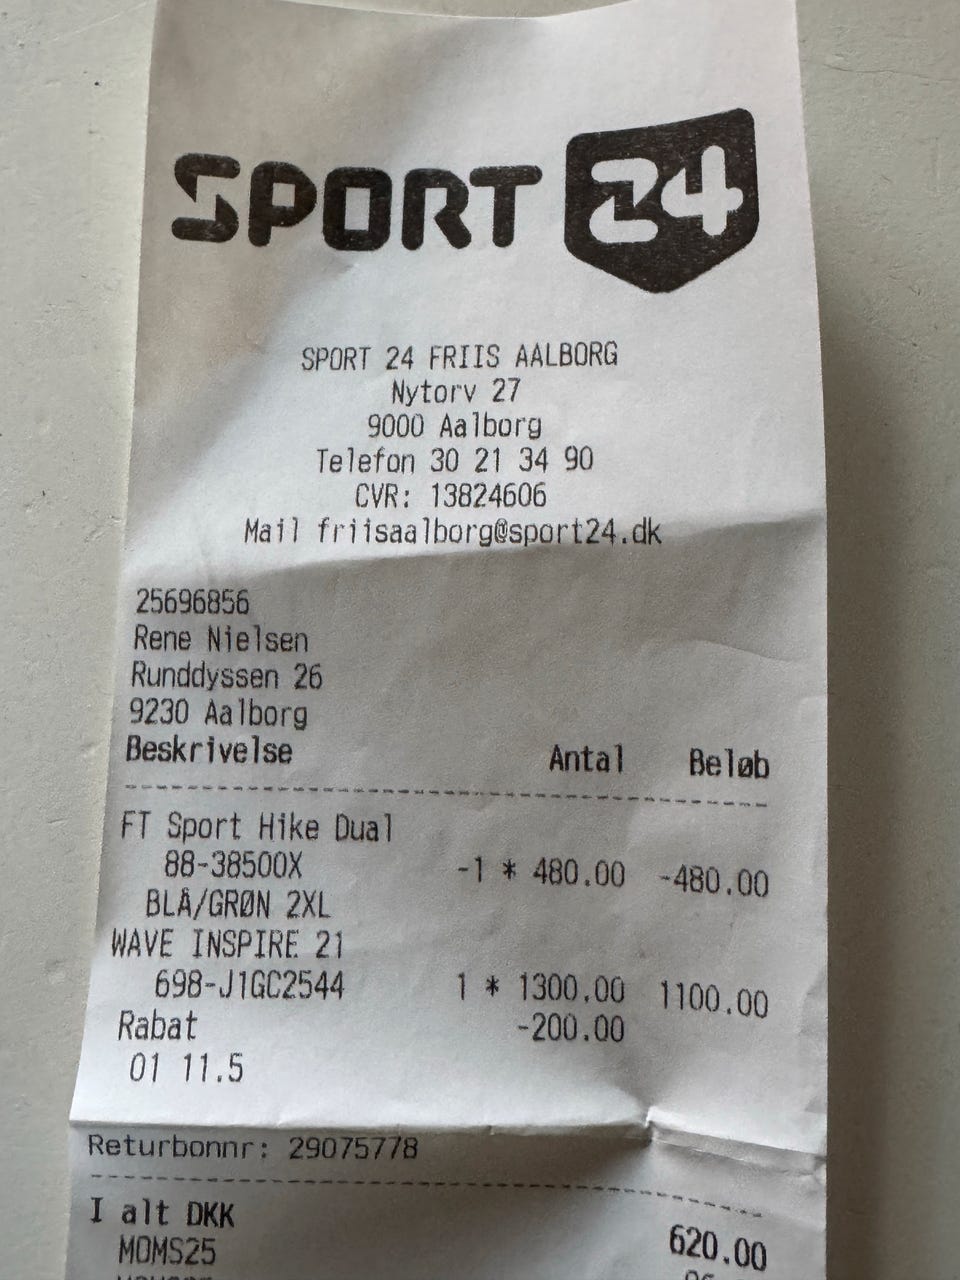 SPORT 24
SPORT 24 FRIIS AALBORG
Nytorv 27
9000 Aalborg
Telefon 30 21 34 90
CVR: 13824606
Mail friisaalborg@sport24.dk
25696856
Rene Nielsen
Runddyssen 26
9230 Aalborg
Beskrivelse Antal Beløb
FT Sport Hike Dual
88-38500X -1 * 480.00 -480.00
BLÅ/GRØN 2XL
WAVE INSPIRE 21
698-J1GC2544 1 * 1300.00 1100.00
Rabat -200.00
01 11.5
Returbonnr: 29075778
I alt DKK 620.00
MOMS25